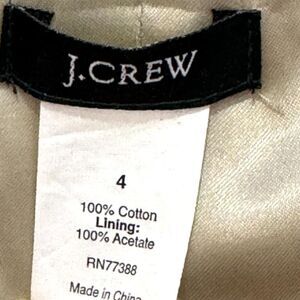 J.CREW
4
100% Cotton
Lining:
100% Acetate
RN77388
Made in China